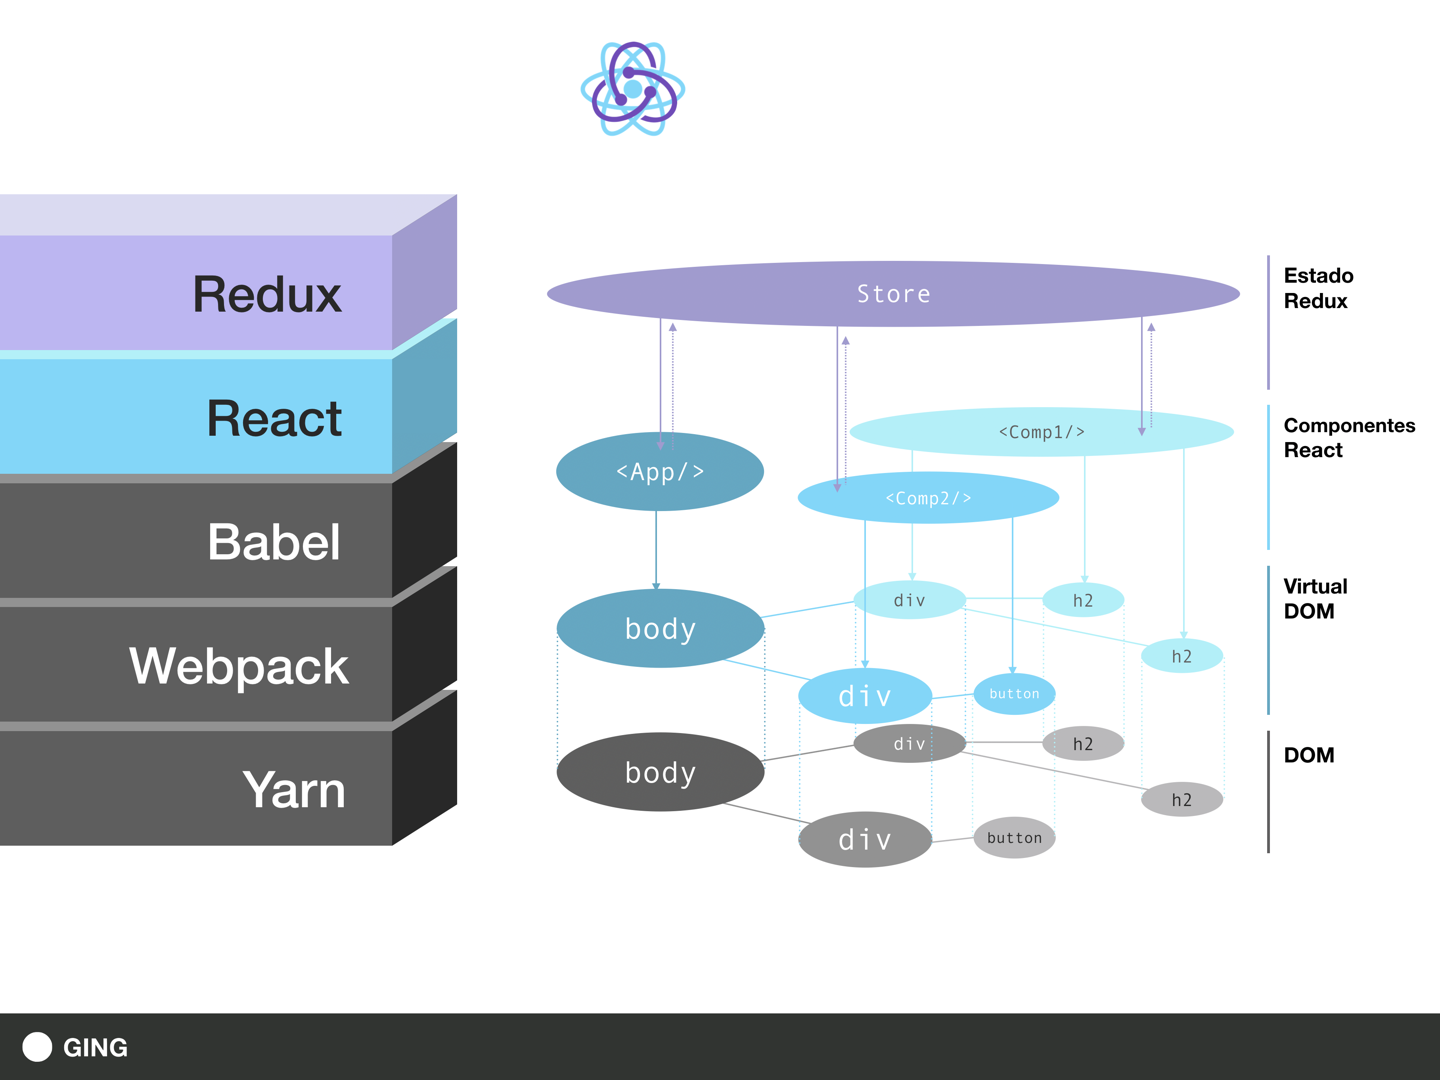 Redux
React
Babel
Webpack
Yarn
Store
<App/>
<Comp1/>
<Comp2/>
body
div
h2
h2
div
button
body
div
h2
h2
div
button
Estado
Redux
Componentes
React
Virtual
DOM
DOM
GING